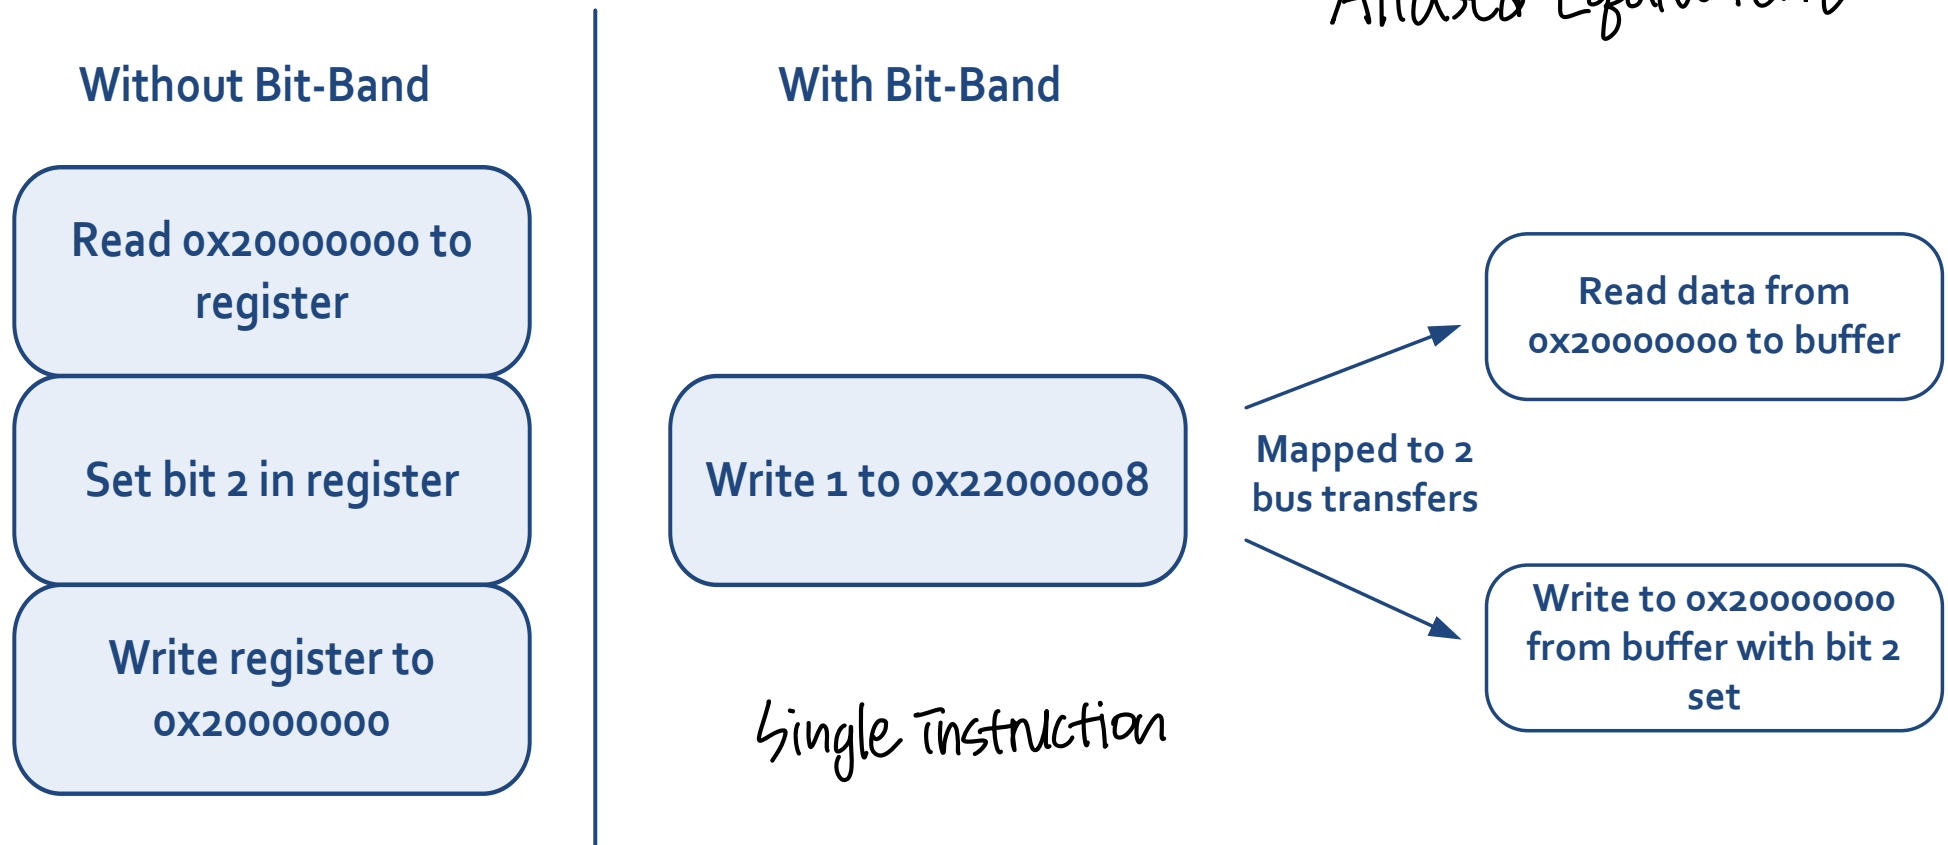 Aliased Equivalent
Without Bit-Band
With Bit-Band
Read 0x20000000 to
register
Set bit 2 in register
Write register to
0x20000000
Write 1 to 0x22000008
Single instruction
Mapped to 2
bus transfers
Read data from
0x20000000 to buffer
Write to 0x20000000
from buffer with bit 2
set